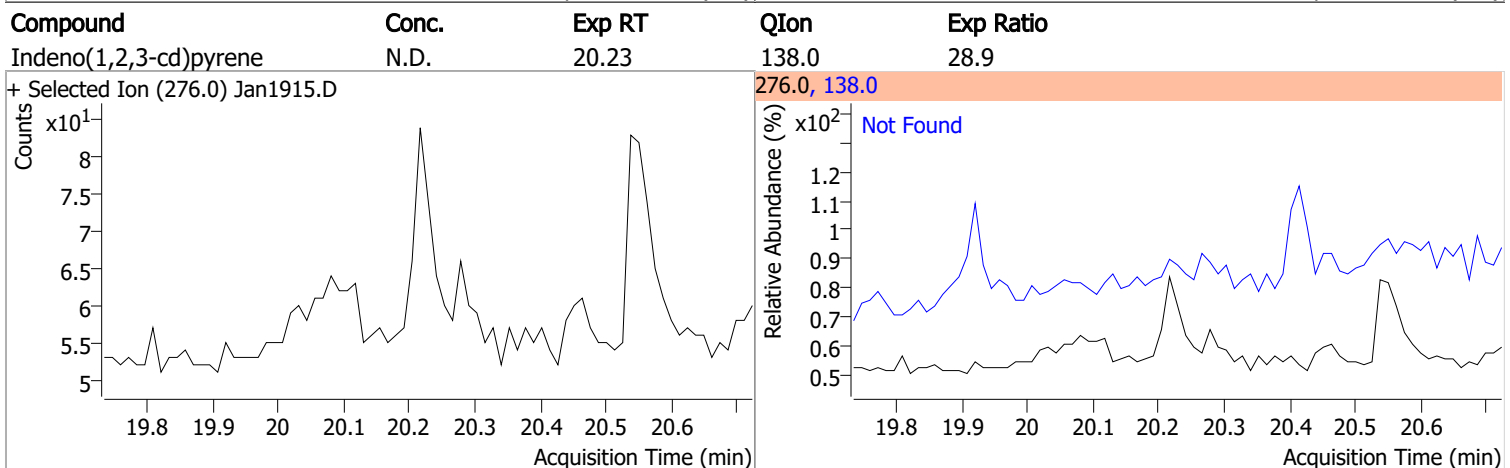 Compound Conc. Exp RT QIon Exp Ratio
Indeno(1,2,3-cd)pyrene N.D. 20.23 138.0 28.9
+ Selected Ion (276.0) Jan1915.D
Counts
x10¹
8
7.5
7
6.5
6
5.5
5
19.8 19.9 20 20.1 20.2 20.3 20.4 20.5 20.6
Acquisition Time (min)
276.0, 138.0
Relative Abundance (%)
x10²
Not Found
1.2
1.1
1
0.9
0.8
0.7
0.6
0.5
19.8 19.9 20 20.1 20.2 20.3 20.4 20.5 20.6
Acquisition Time (min)